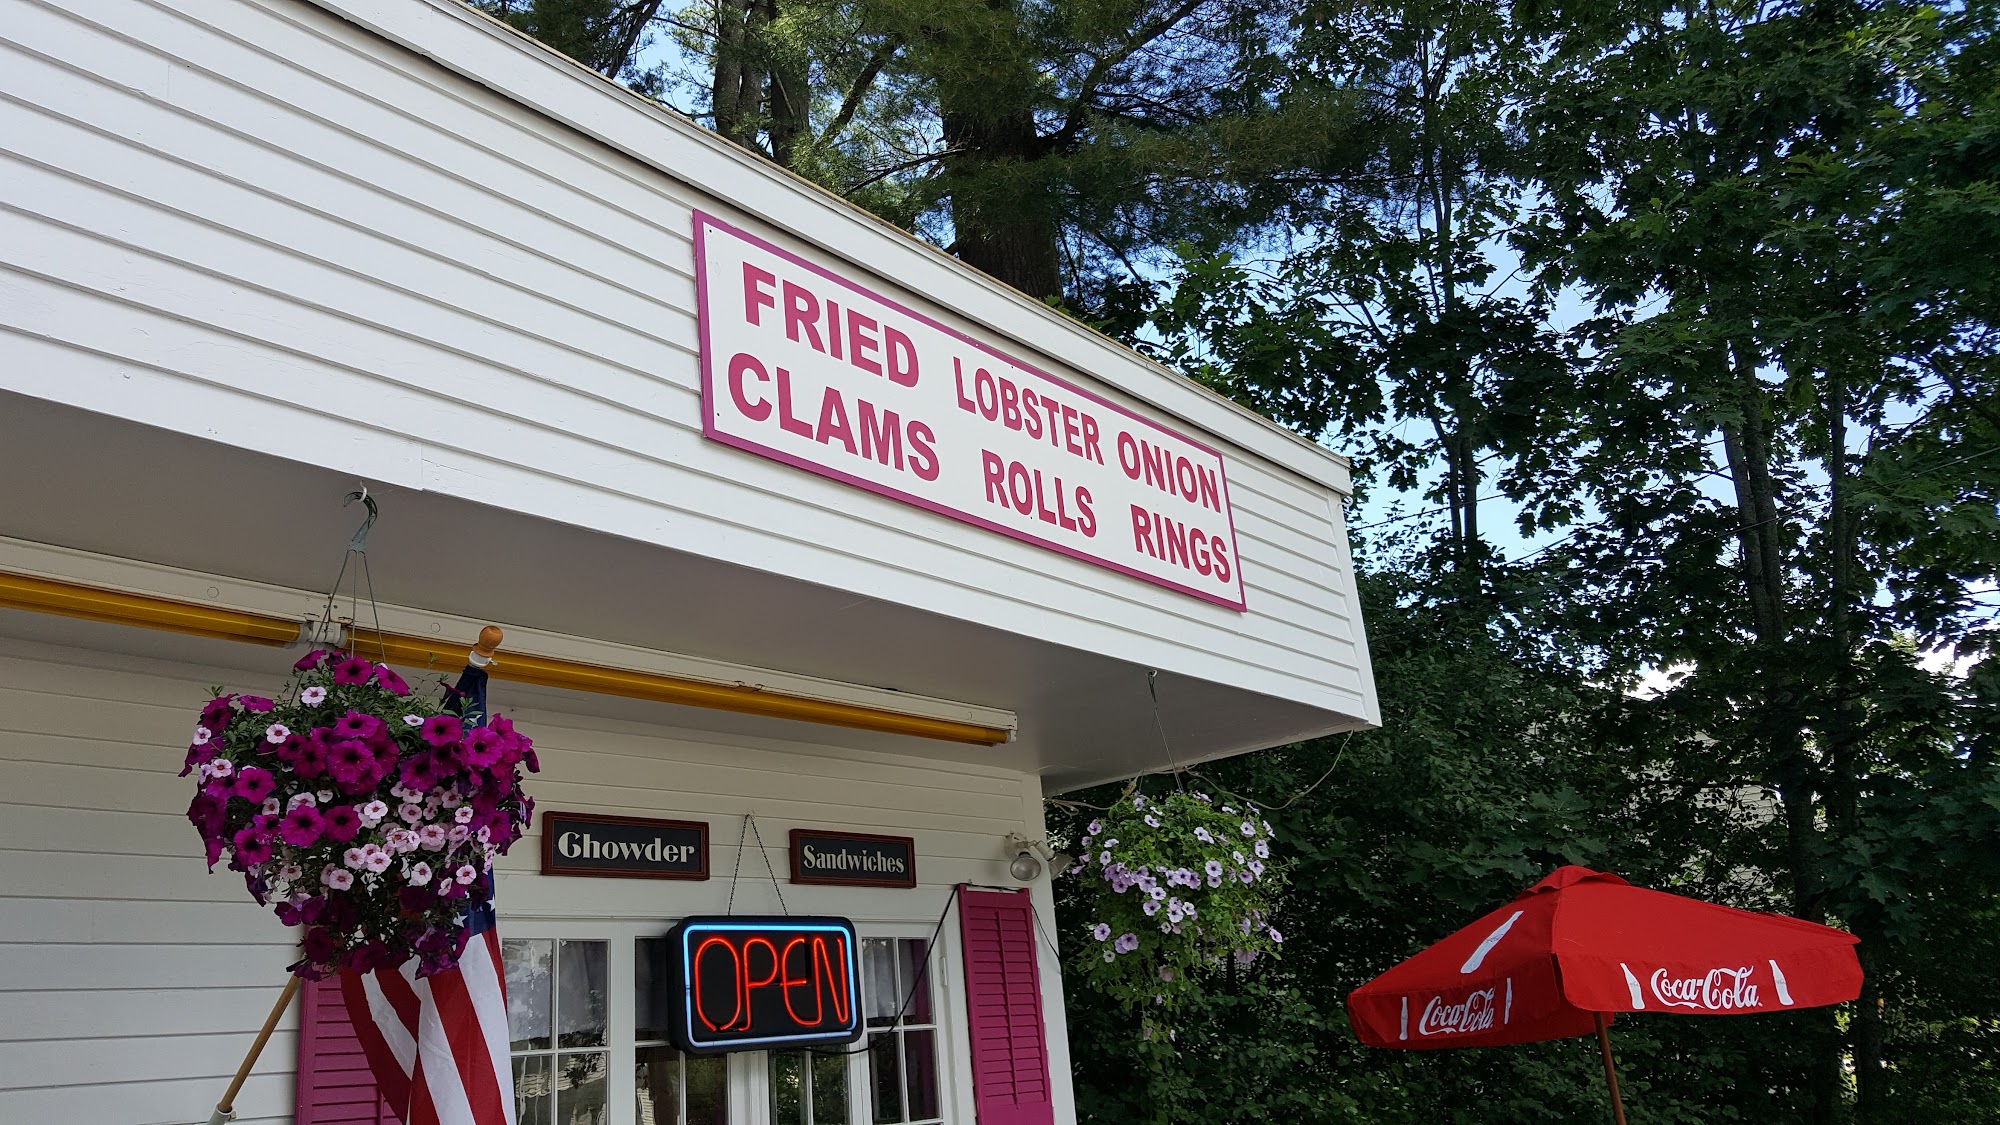 FRIED LOBSTER ONION
CLAMS ROLLS RINGS
Chowder
Sandwiches
OPEN
Coca-Cola
Coca-Cola